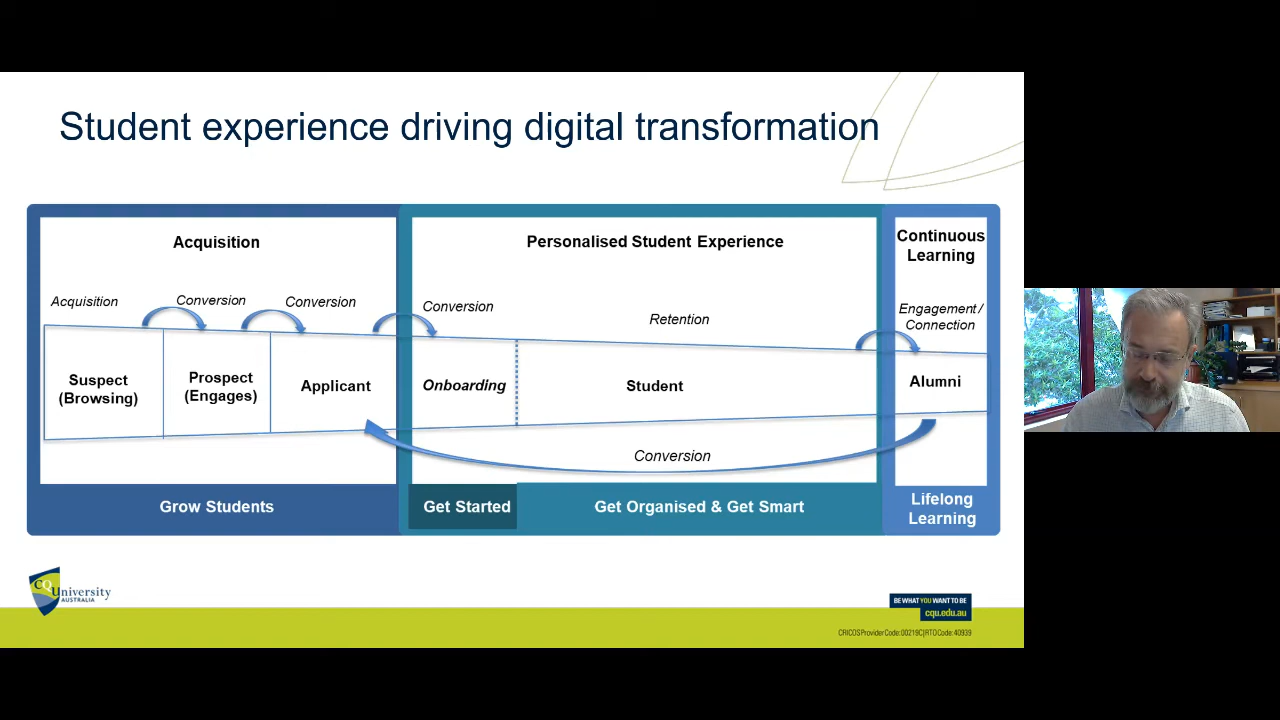 Student experience driving digital transformation
Acquisition
Personalised Student Experience
Continuous
Learning
Acquisition
Conversion
Conversion
Conversion
Retention
Engagement /
Connection
Suspect
(Browsing)
Prospect
(Engages)
Applicant
Onboarding
Student
Alumni
Conversion
Grow Students
Get Started
Get Organised & Get Smart
Lifelong
Learning
CQUniversity
AUSTRALIA
BE WHAT YOU WANT TO BE
cqu.edu.au
CRICOS Provider Code: 00219C | RTO Code: 40939